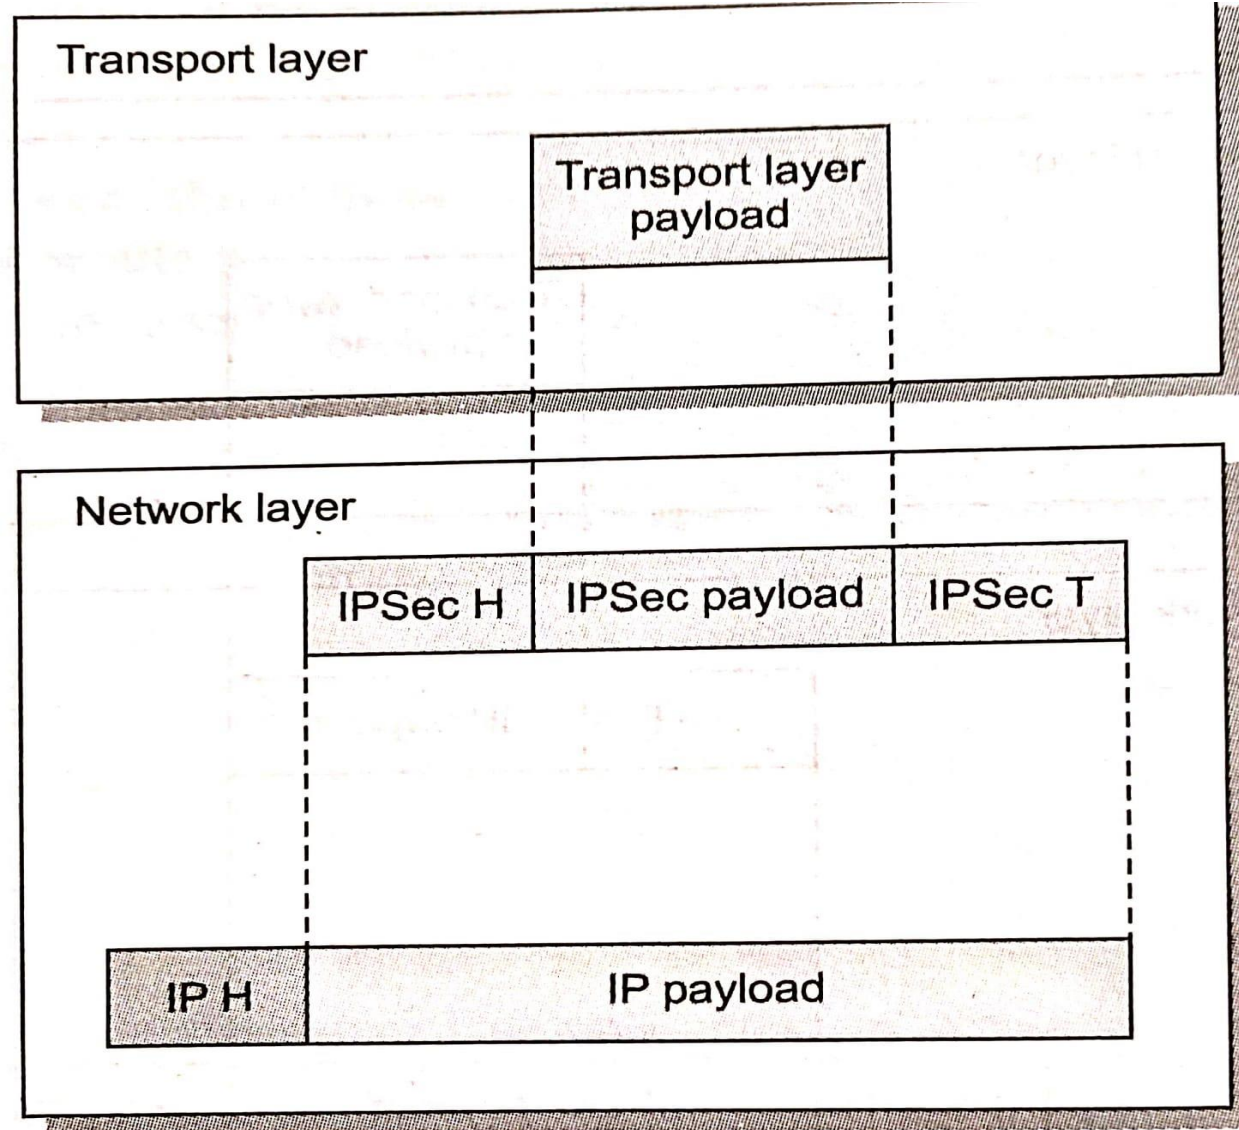 Transport layer
Transport layer
payload
Network layer
IPSec H
IPSec payload
IPSec T
IP H
IP payload